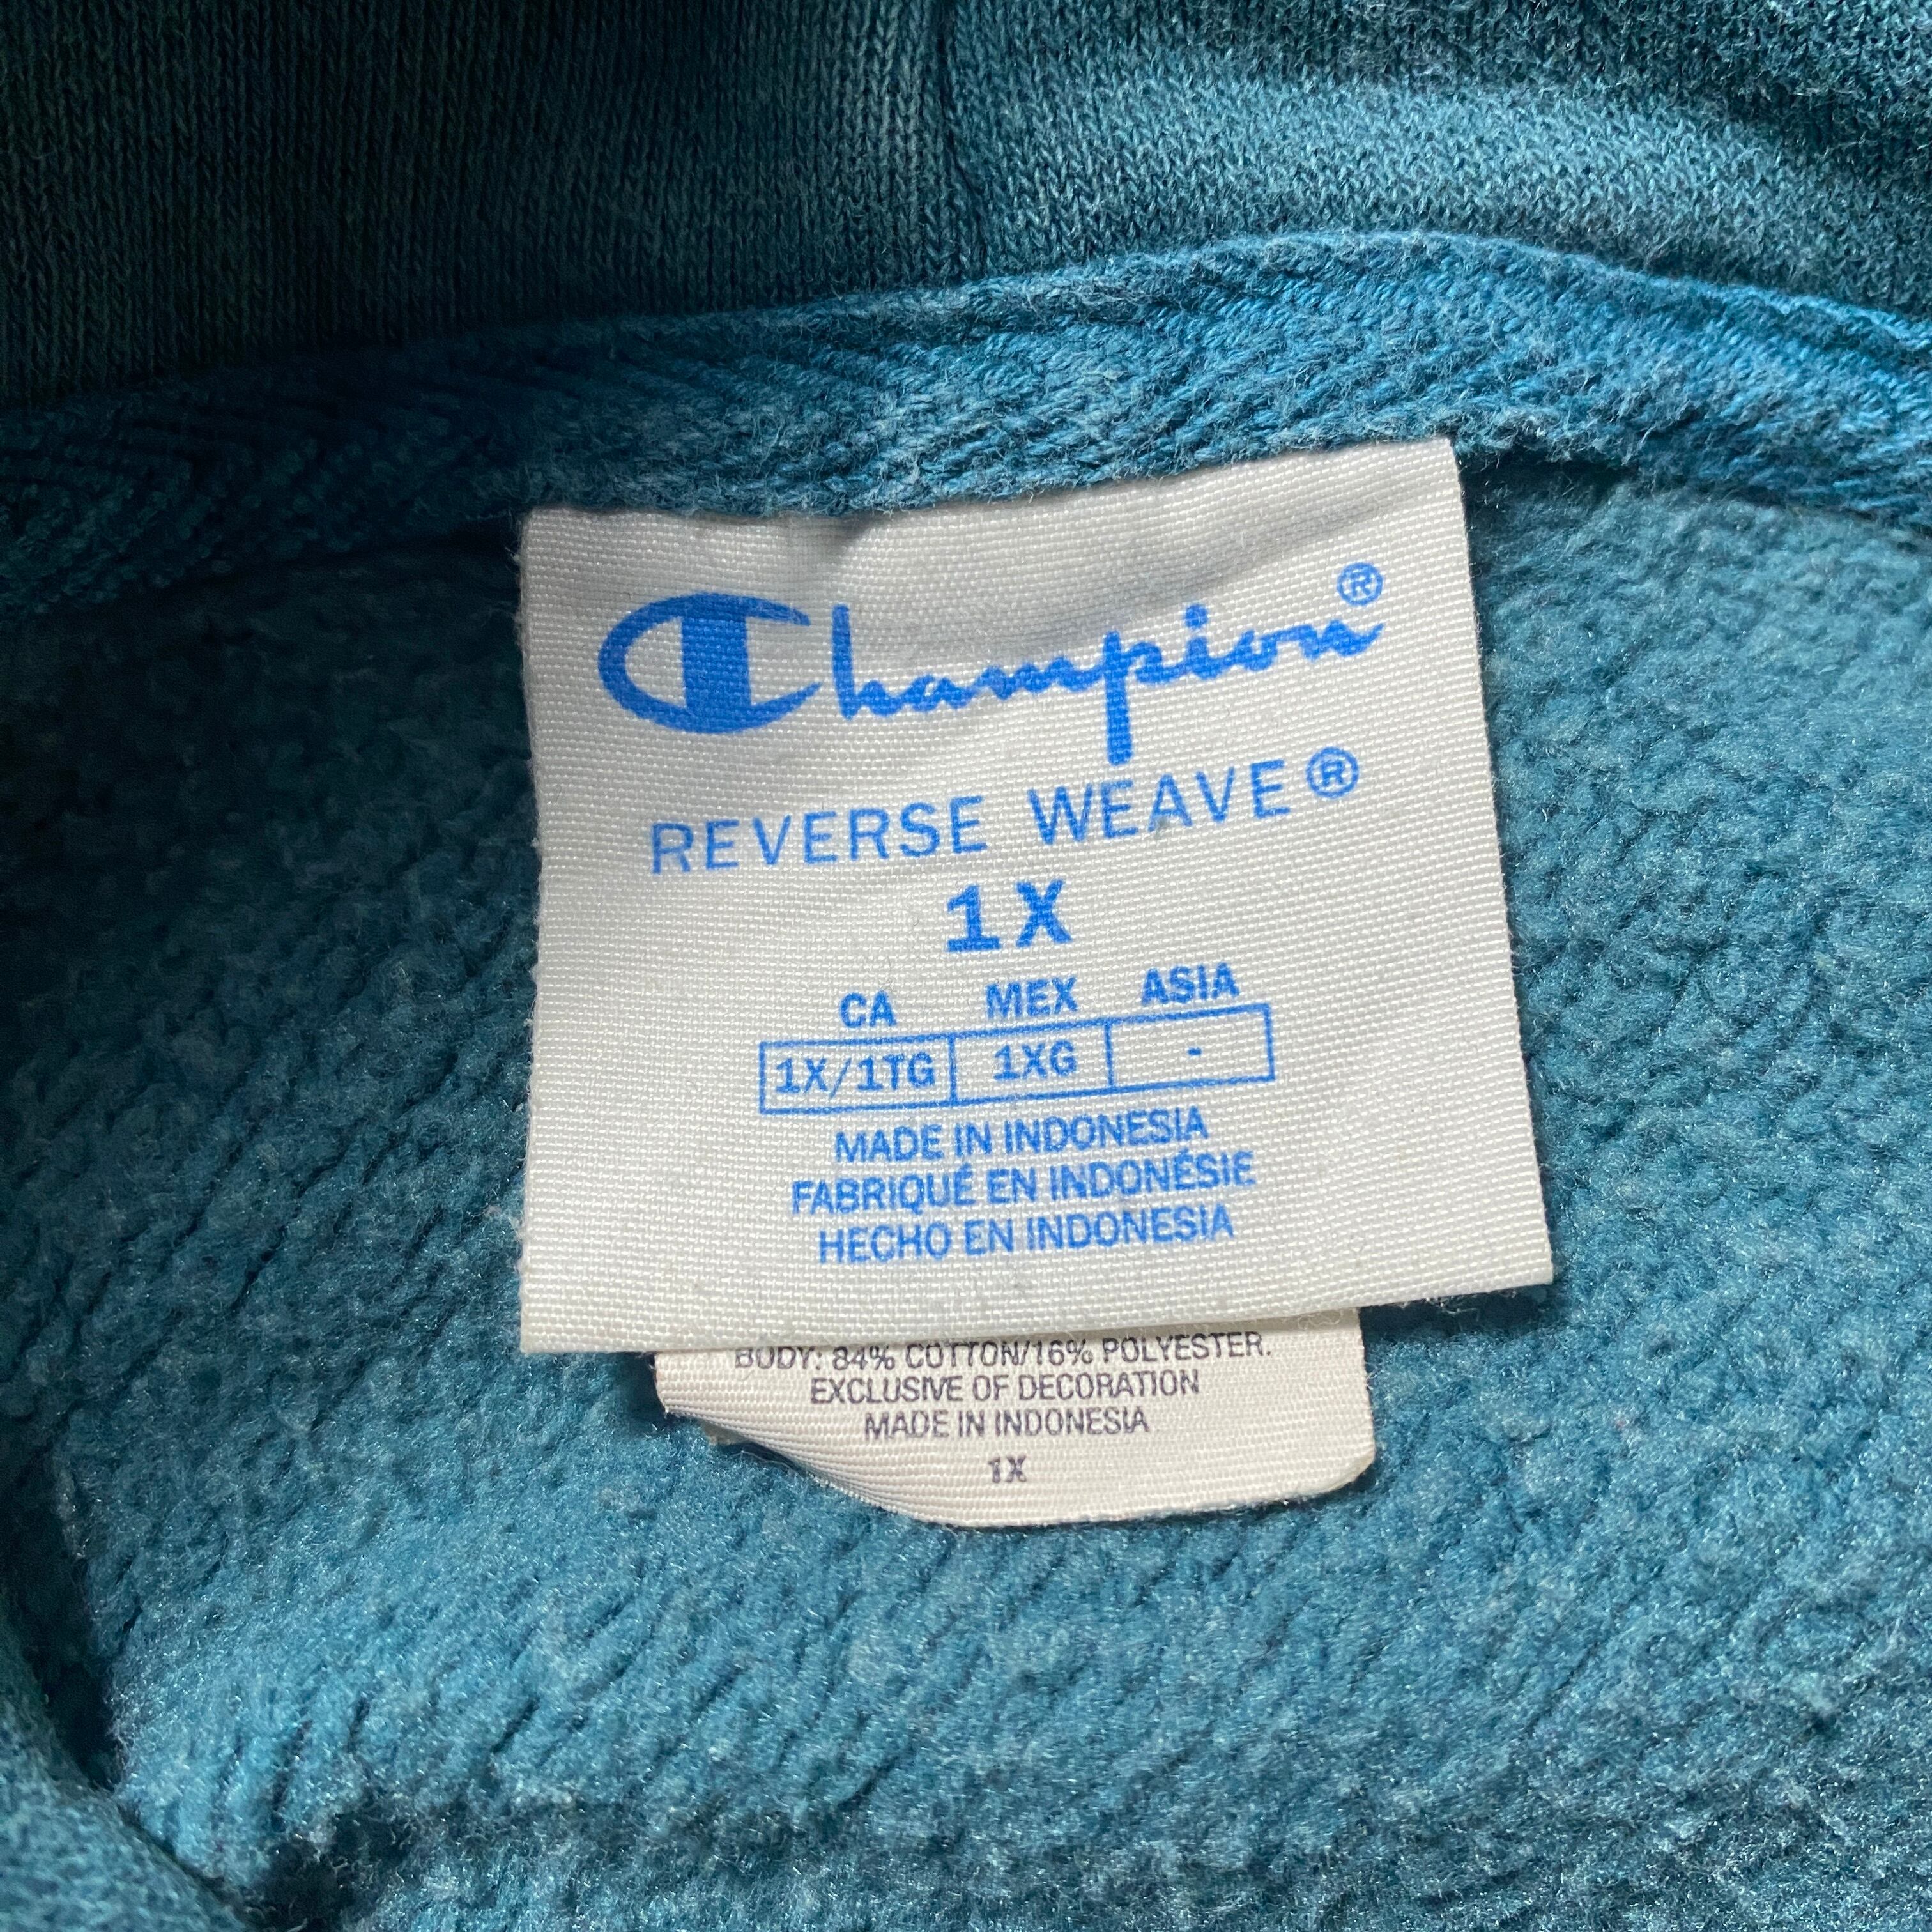 Champion®
REVERSE WEAVE®
1X
CA MEX ASIA
1X/1TG 1XG -
MADE IN INDONESIA
FABRIQUÉ EN INDONÉSIE
HECHO EN INDONESIA
BODY: 84% COTTON/16% POLYESTER.
EXCLUSIVE OF DECORATION
MADE IN INDONESIA
1X